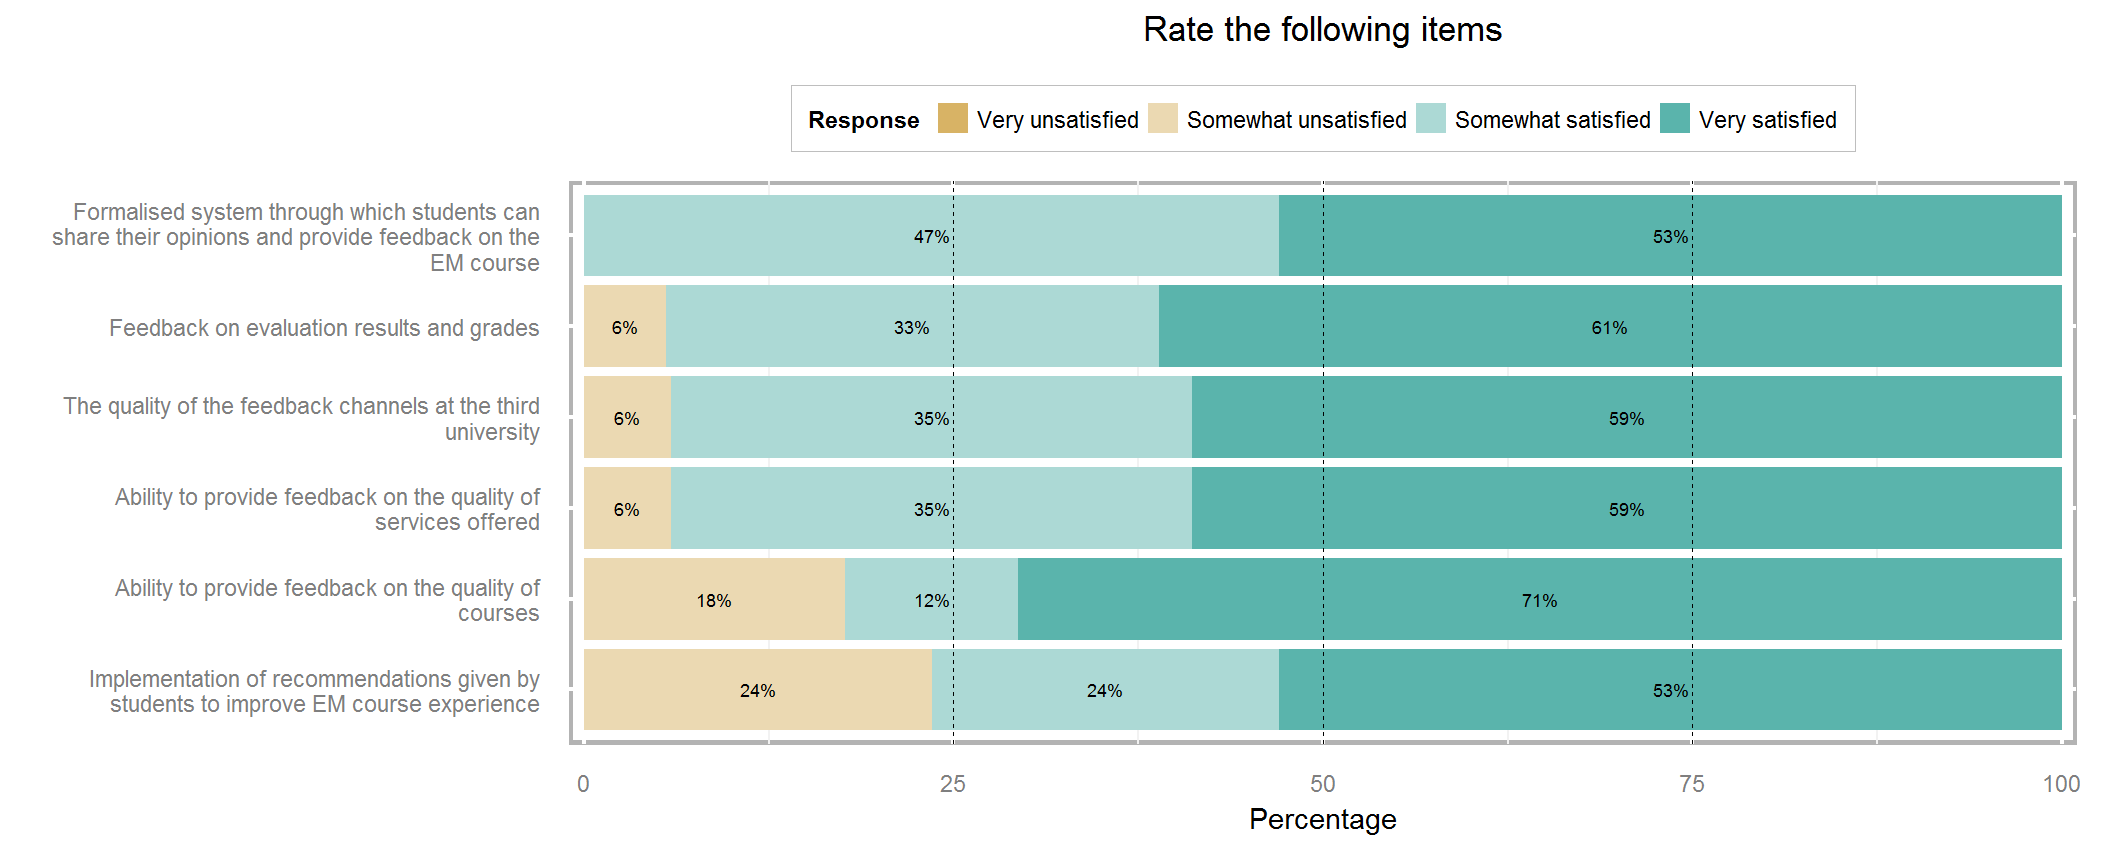 Rate the following items
Response Very unsatisfied Somewhat unsatisfied Somewhat satisfied Very satisfied
Formalised system through which students can
share their opinions and provide feedback on the
EM course
47% 53%
Feedback on evaluation results and grades
6% 33% 61%
The quality of the feedback channels at the third
university
6% 35% 59%
Ability to provide feedback on the quality of
services offered
6% 35% 59%
Ability to provide feedback on the quality of
courses
18% 12% 71%
Implementation of recommendations given by
students to improve EM course experience
24% 24% 53%
0 25 50 75 100
Percentage